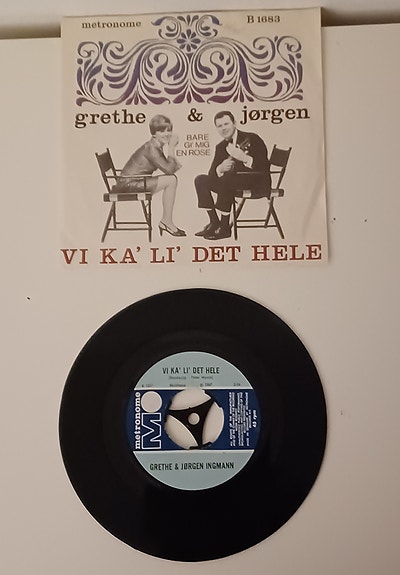 metronome B 1683
grethe & jørgen
BARE
GI' MIG
EN ROSE
VI KA' LI' DET HELE
VI KA' LI' DET HELE
metronome
M
45 rpm
GRETHE & JØRGEN INGMANN